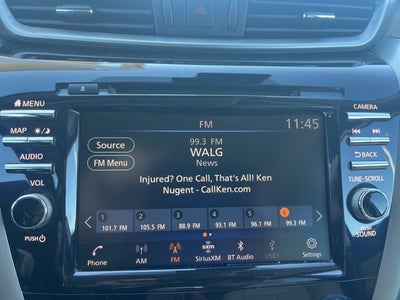 MENU
MAP
AUDIO
VOL
PUSH
FM
11:45
Source
FM Menu
99.3 FM
WALG
News
Injured? One Call, That's All! Ken
Nugent - CallKen.com
1 2 3 4 5 6
101.7 FM 105.5 FM 88.9 FM 93.1 FM 96.1 FM 99.3 FM
Phone AM FM SiriusXM BT Audio USB1 Settings
sxm
CAMERA
BACK
TUNE·SCROLL
PUSH
SOUND